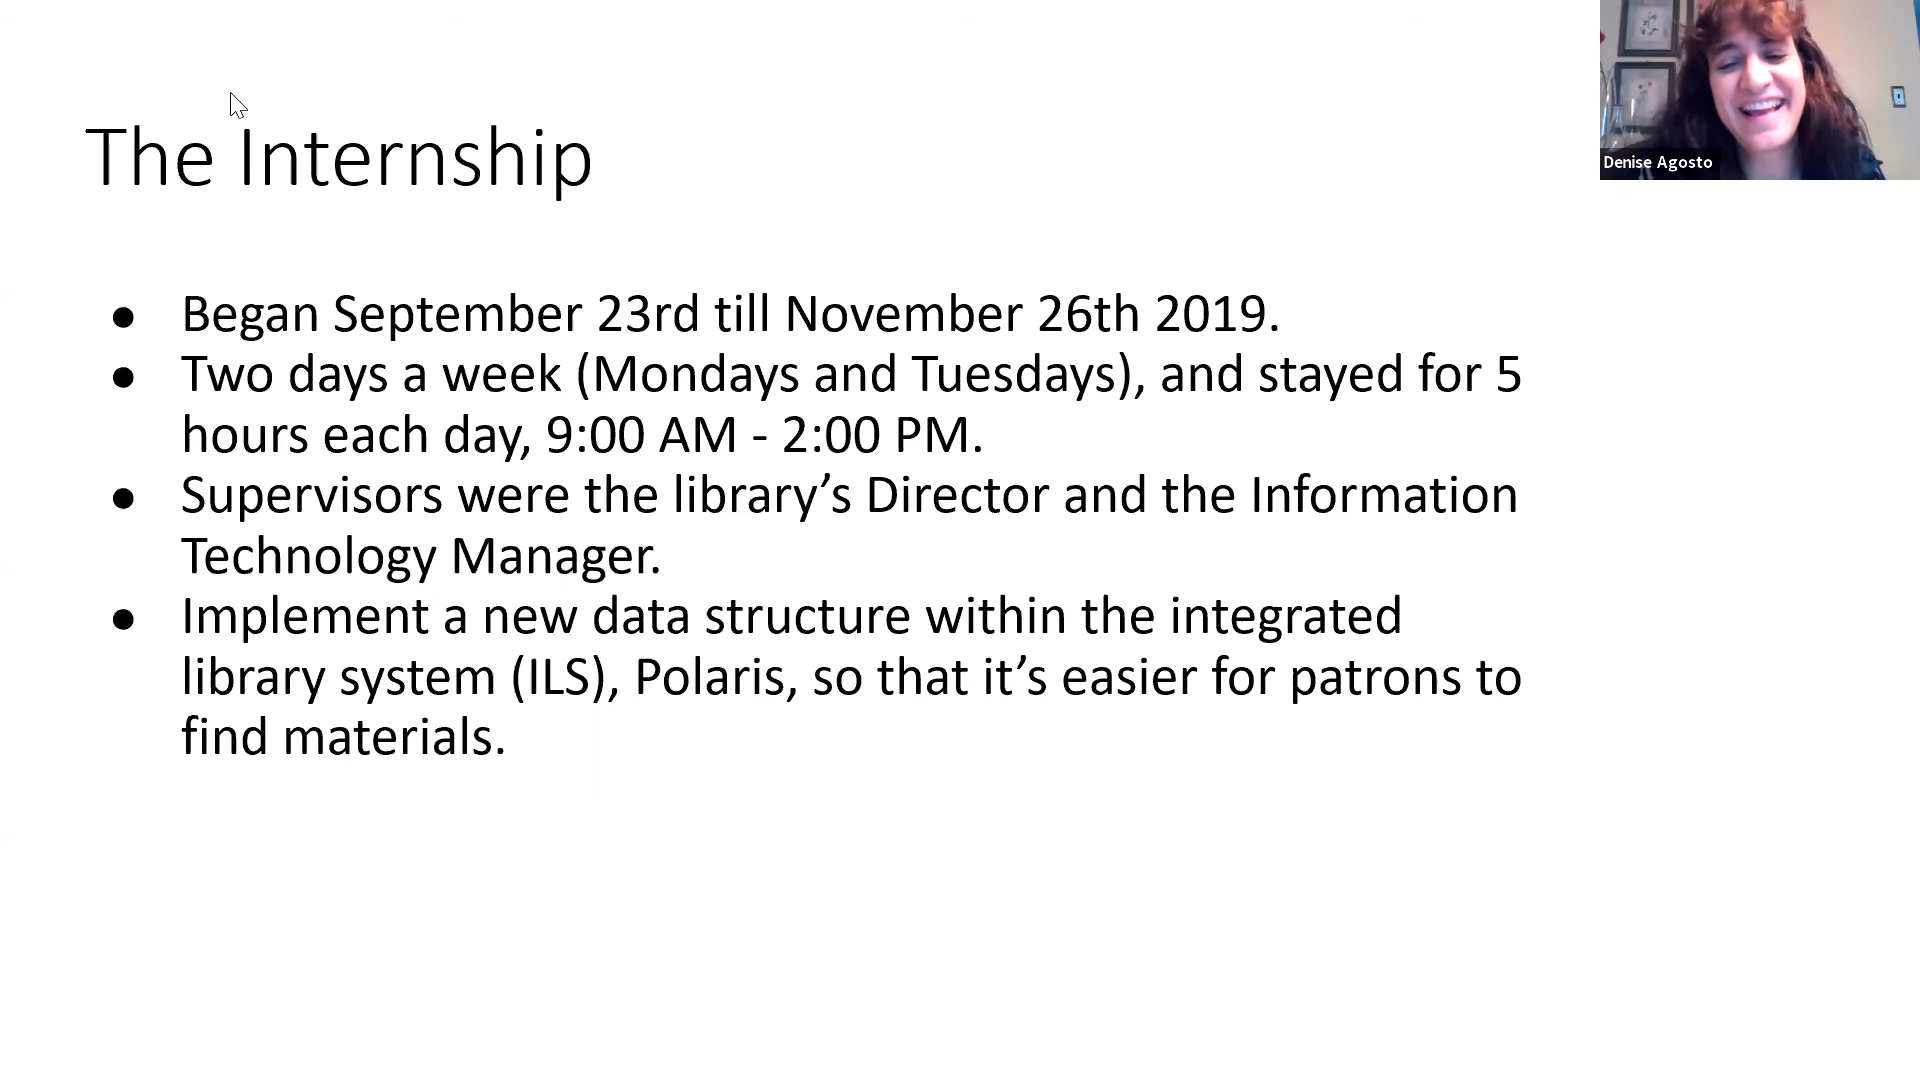 The Internship
Denise Agosto
● Began September 23rd till November 26th 2019.
● Two days a week (Mondays and Tuesdays), and stayed for 5
hours each day, 9:00 AM - 2:00 PM.
● Supervisors were the library’s Director and the Information
Technology Manager.
● Implement a new data structure within the integrated
library system (ILS), Polaris, so that it’s easier for patrons to
find materials.